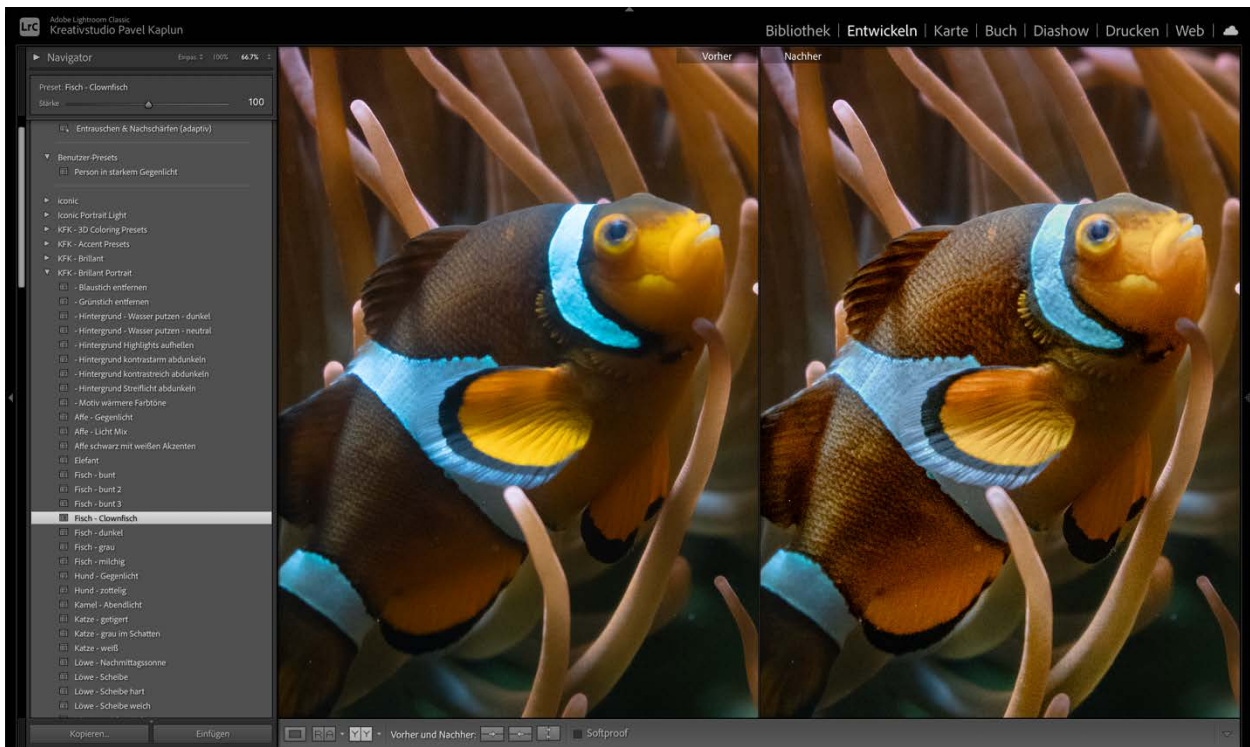 LrC
Adobe Lightroom Classic
Kreativstudio Pavel Kaplun
Bibliothek | Entwickeln | Karte | Buch | Diashow | Drucken | Web |
Navigator
Einpas. 100% 66.7%
Preset: Fisch - Clownfisch
Stärke 100
Entrauschen & Nachschärfen (adaptiv)
Benutzer-Presets
Person in starkem Gegenlicht
iconic
Iconic Portrait Light
KFK - 3D Coloring Presets
KFK - Accent Presets
KFK - Brillant
KFK - Brillant Portrait
- Blaustich entfernen
- Grünstich entfernen
- Hintergrund - Wasser putzen - dunkel
- Hintergrund - Wasser putzen - neutral
- Hintergrund Highlights aufhellen
- Hintergrund kontrastarm abdunkeln
- Hintergrund kontrastreich abdunkeln
- Hintergrund Streiflicht abdunkeln
- Motiv wärmere Farbtöne
Affe - Gegenlicht
Affe - Licht Mix
Affe schwarz mit weißen Akzenten
Elefant
Fisch - bunt
Fisch - bunt 2
Fisch - bunt 3
Fisch - Clownfisch
Fisch - dunkel
Fisch - grau
Fisch - milchig
Hund - Gegenlicht
Hund - zottelig
Kamel - Abendlicht
Katze - getigert
Katze - grau im Schatten
Katze - weiß
Löwe - Nachmittagssonne
Löwe - Scheibe
Löwe - Scheibe hart
Löwe - Scheibe weich
Kopieren... Einfügen
Vorher
Nachher
R A Y Y Vorher und Nachher: Softproof